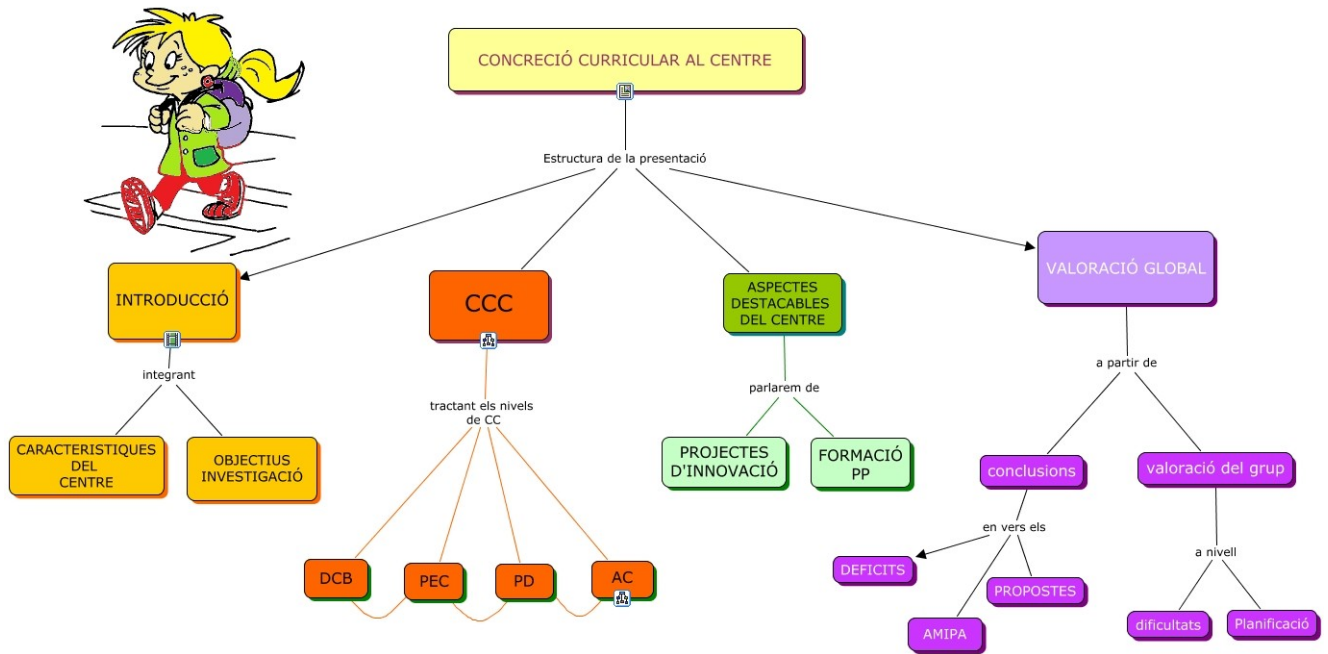 CONCRECIÓ CURRICULAR AL CENTRE
Estructura de la presentació
INTRODUCCIÓ
integrant
CARACTERISTIQUES
DEL
CENTRE
OBJECTIUS
INVESTIGACIÓ
CCC
tractant els nivels
de CC
DCB
PEC
PD
AC
ASPECTES
DESTACABLES
DEL CENTRE
parlarem de
PROJECTES
D'INNOVACIÓ
FORMACIÓ
PP
VALORACIÓ GLOBAL
a partir de
conclusions
en vers els
DEFICITS
AMIPA
PROPOSTES
valoració del grup
a nivell
dificultats
Planificació